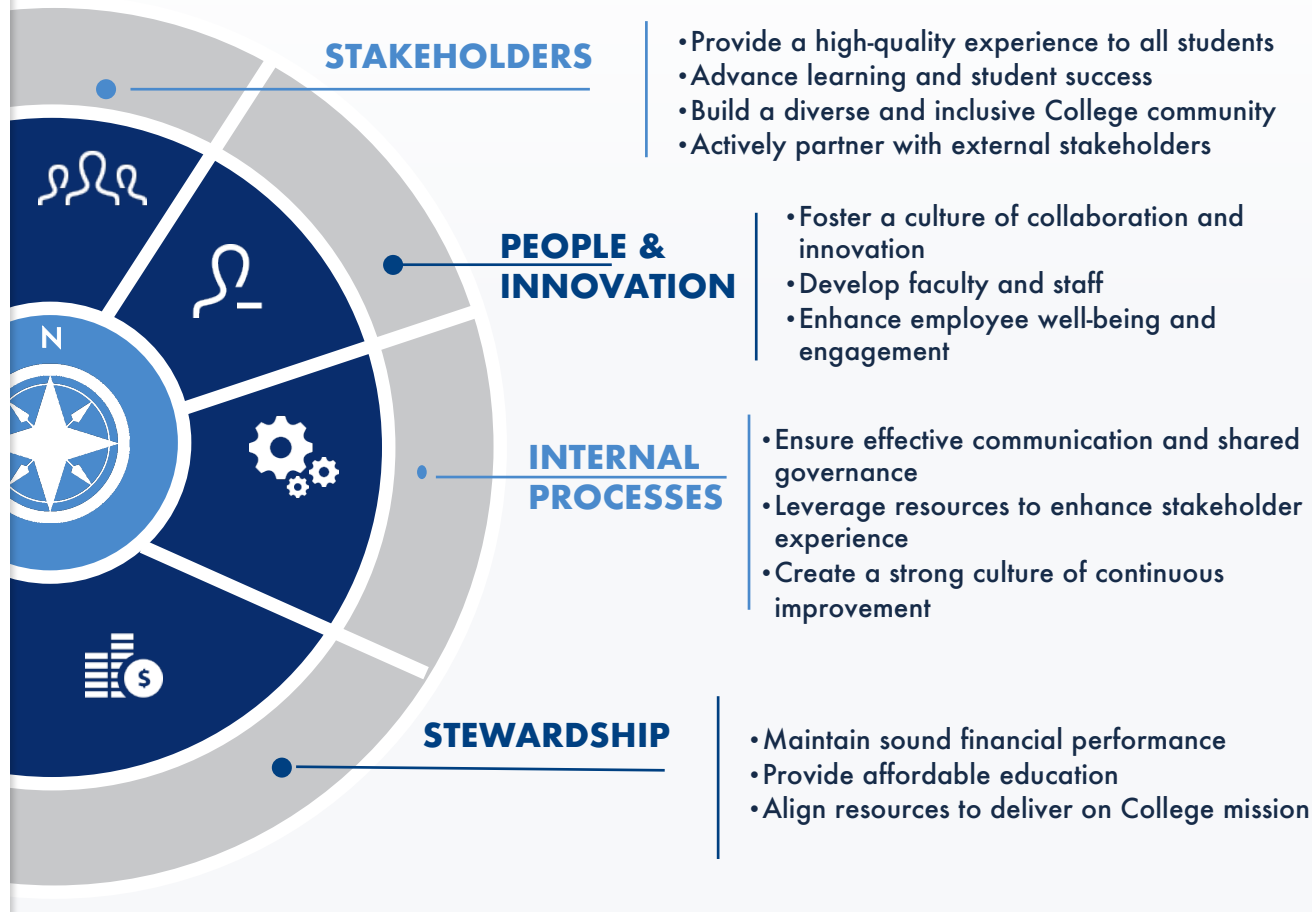 STAKEHOLDERS
•Provide a high-quality experience to all students
•Advance learning and student success
•Build a diverse and inclusive College community
•Actively partner with external stakeholders
PEOPLE &
INNOVATION
•Foster a culture of collaboration and
innovation
•Develop faculty and staff
•Enhance employee well-being and
engagement
N
INTERNAL
PROCESSES
•Ensure effective communication and shared
governance
•Leverage resources to enhance stakeholder
experience
•Create a strong culture of continuous
improvement
$
STEWARDSHIP
•Maintain sound financial performance
•Provide affordable education
•Align resources to deliver on College mission